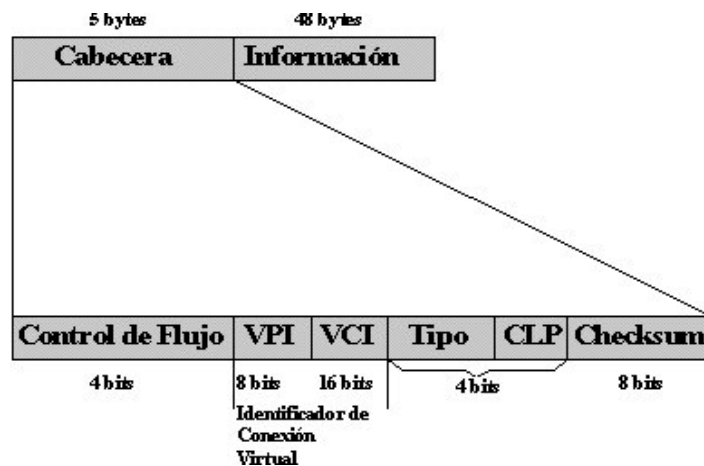 5 bytes 48 bytes
Cabecera Información
Control de Flujo VPI VCI Tipo CLP Checksum
4 bits 8 bits 16 bits 4 bits 8 bits
Identificador de
Conexión
Virtual